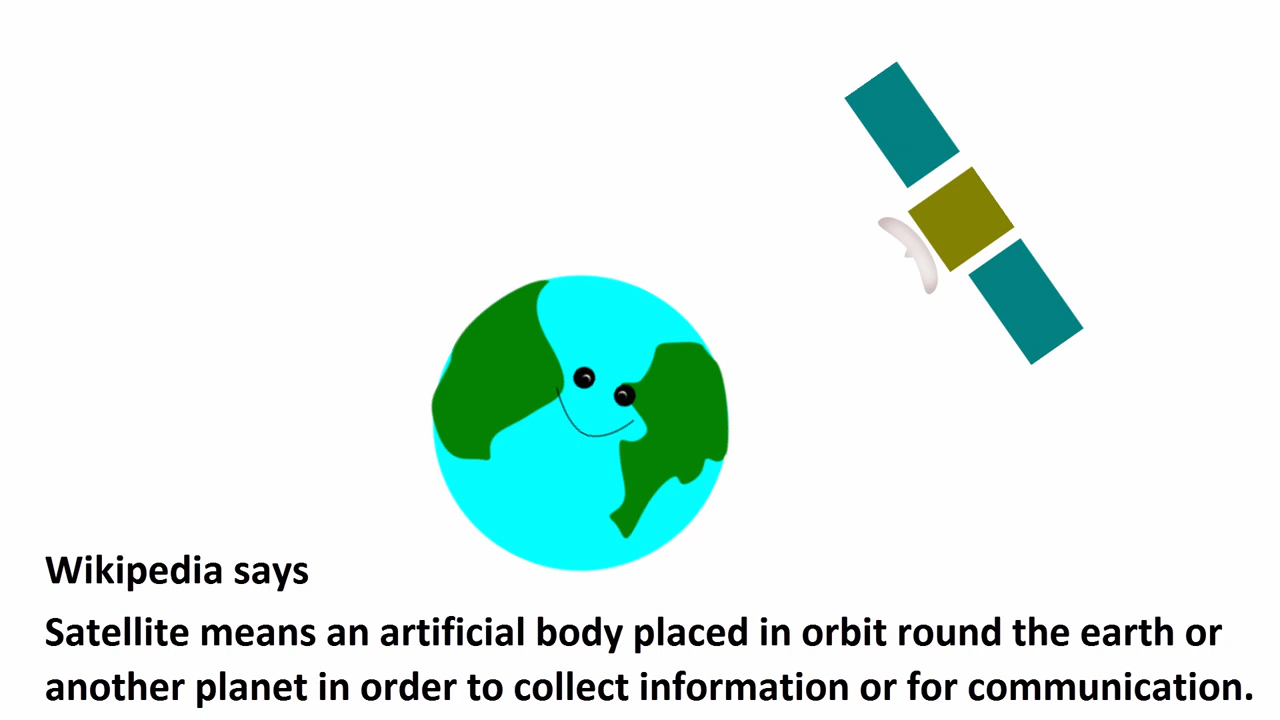 Wikipedia says
Satellite means an artificial body placed in orbit round the earth or
another planet in order to collect information or for communication.